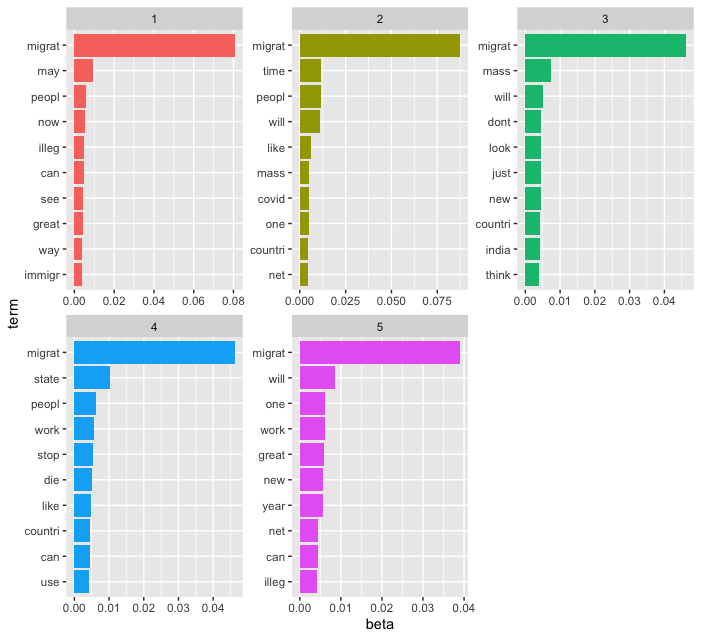 1
migrat
may
peopl
now
illeg
can
see
great
way
immigr
0.00 0.02 0.04 0.06 0.08
2
migrat
time
peopl
will
like
mass
covid
one
countri
net
0.000 0.025 0.050 0.075
3
migrat
mass
will
dont
look
just
new
countri
india
think
0.00 0.01 0.02 0.03 0.04
term
4
migrat
state
peopl
work
stop
die
like
countri
can
use
0.00 0.01 0.02 0.03 0.04
5
migrat
will
one
work
great
new
year
net
can
illeg
0.00 0.01 0.02 0.03 0.04
beta